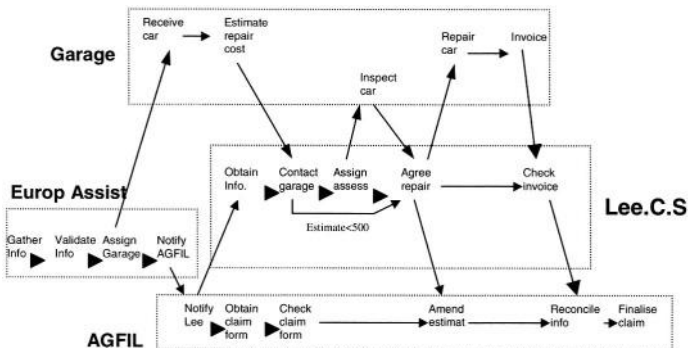 Receive
car
Estimate
repair
cost
Garage
Repair
car
Invoice
Inspect
car
Obtain
Info.
Contact
garage
Assign
assess
Agree
repair
Check
invoice
Estimate<500
Lee.C.S
Europ Assist
Gather
Info
Validate
Info
Assign
Garage
Notify
AGFIL
Notify
Lee
Obtain
claim
form
Check
claim
form
Amend
estimat
Reconcile
info
Finalise
claim
AGFIL